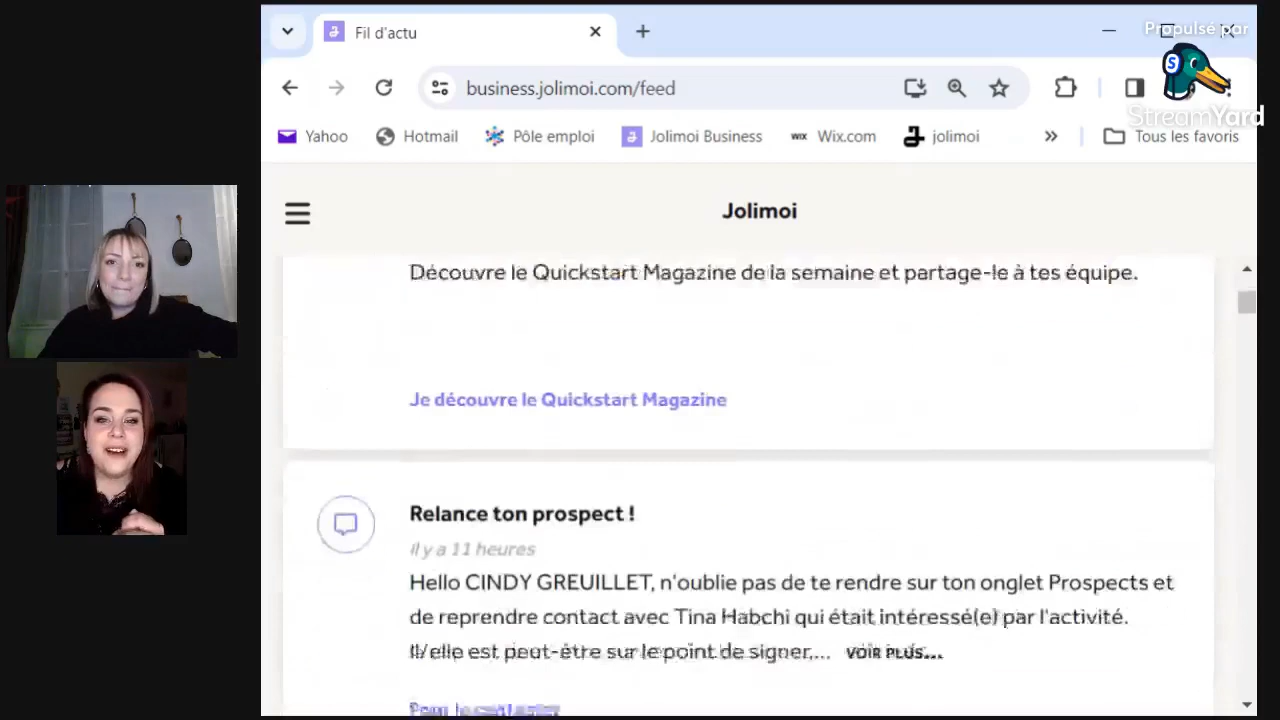 Fil d'actu
Propulsé par
StreamYard
business.jolimoi.com/feed
Yahoo
Hotmail
Pôle emploi
Jolimoi Business
WIX
Wix.com
jolimoi
Tous les favoris
Jolimoi
Découvre le Quickstart Magazine de la semaine et partage-le à tes équipe.
Je découvre le Quickstart Magazine
Relance ton prospect !
Il y a 11 heures
Hello CINDY GREUILLET, n'oublie pas de te rendre sur ton onglet Prospects et
de reprendre contact avec Tina Habchi qui était intéressé(e) par l'activité.
est peut-être sur le point de signer,... VOIR PLUS...